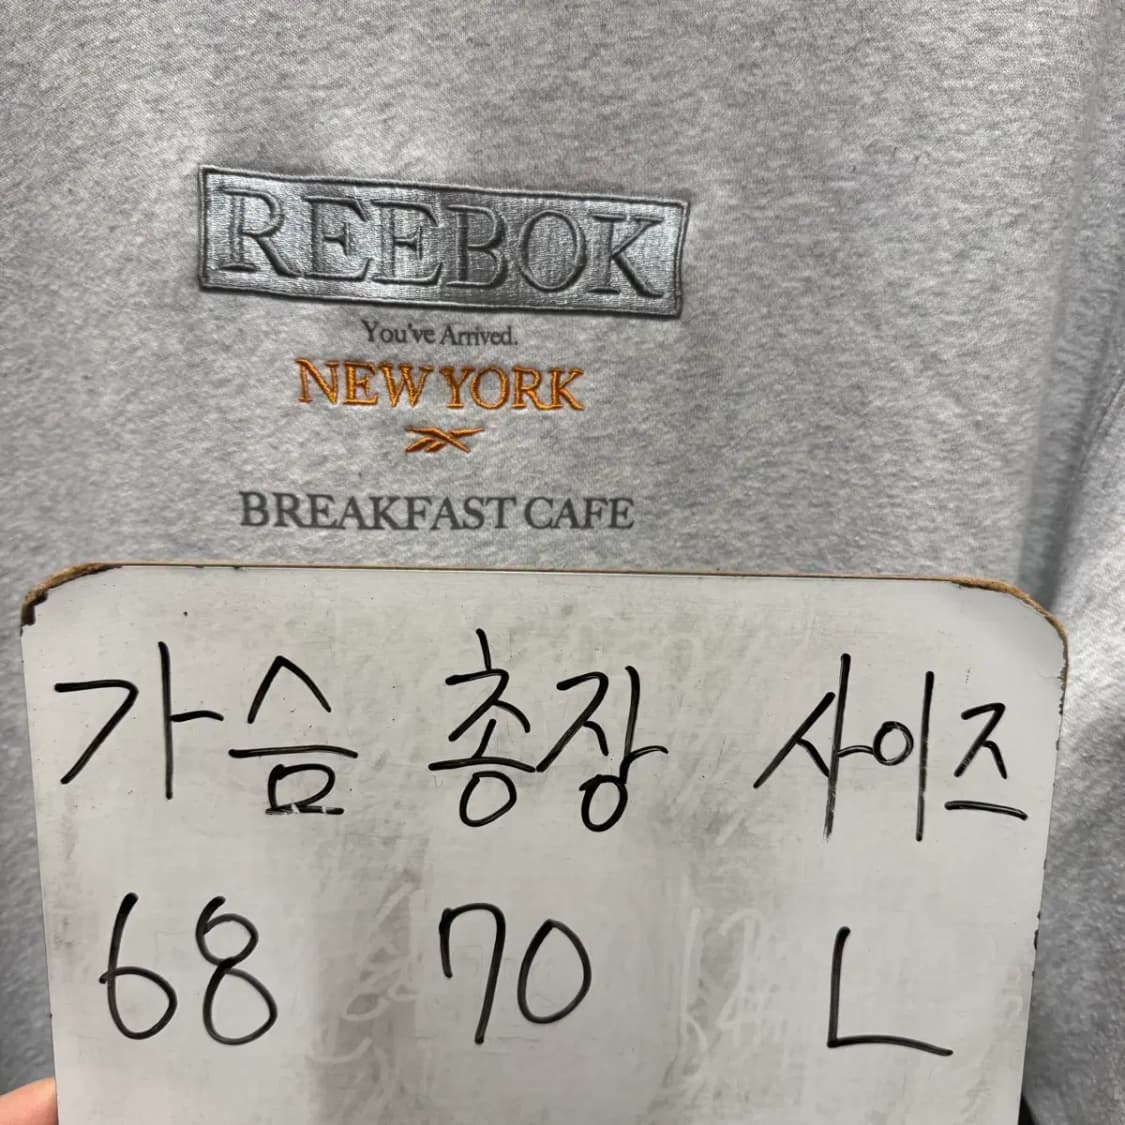 REEBOK
You've Arrived.
NEW YORK
BREAKFAST CAFE
가슴 총장 사이즈
68 70 L